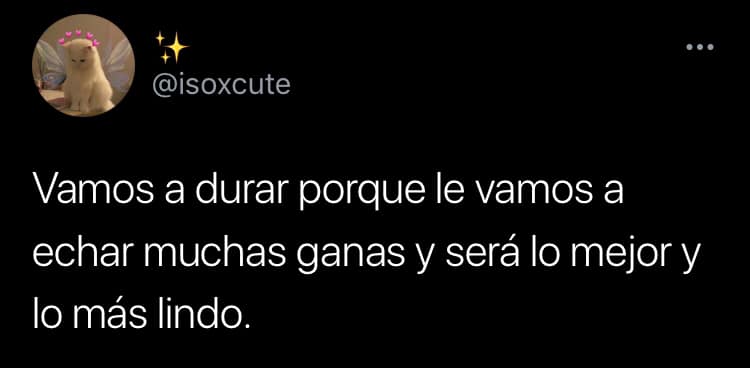 ✨
@isoxcute
Vamos a durar porque le vamos a
echar muchas ganas y será lo mejor y
lo más lindo.